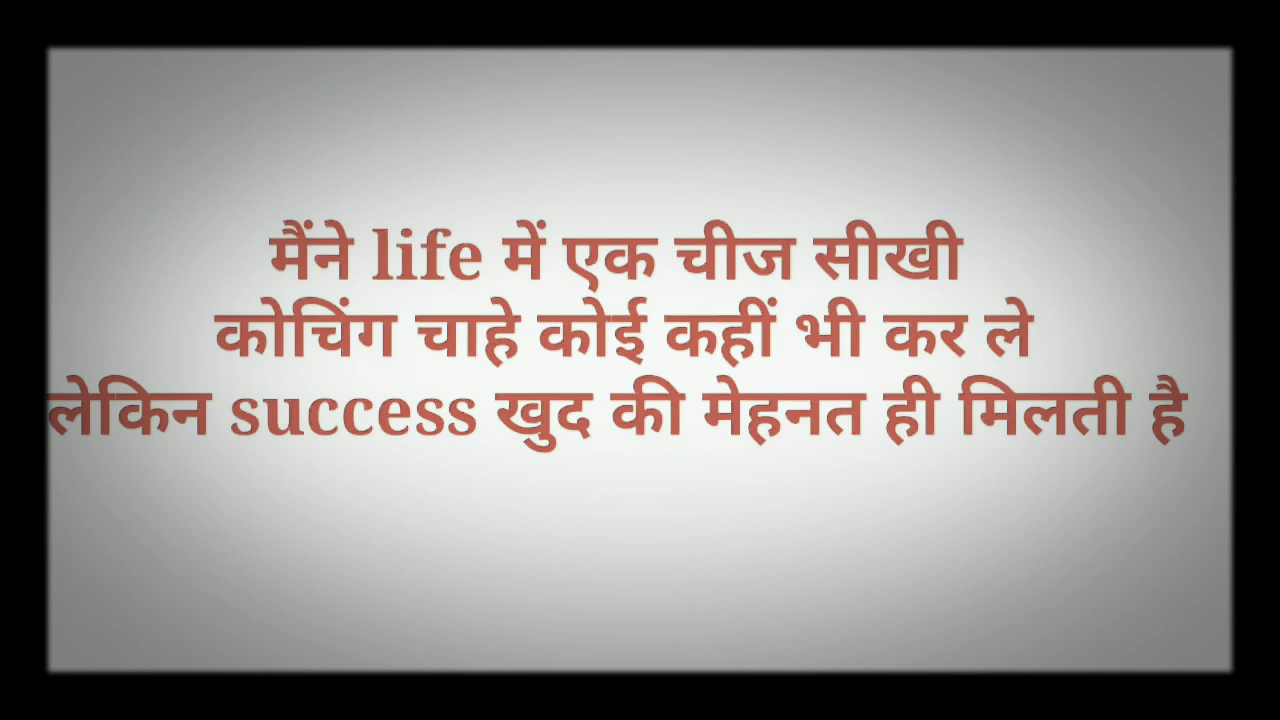 मैंने life में एक चीज सीखी
कोचिंग चाहे कोई कहीं भी कर ले
लेकिन success खुद की मेहनत ही मिलती है